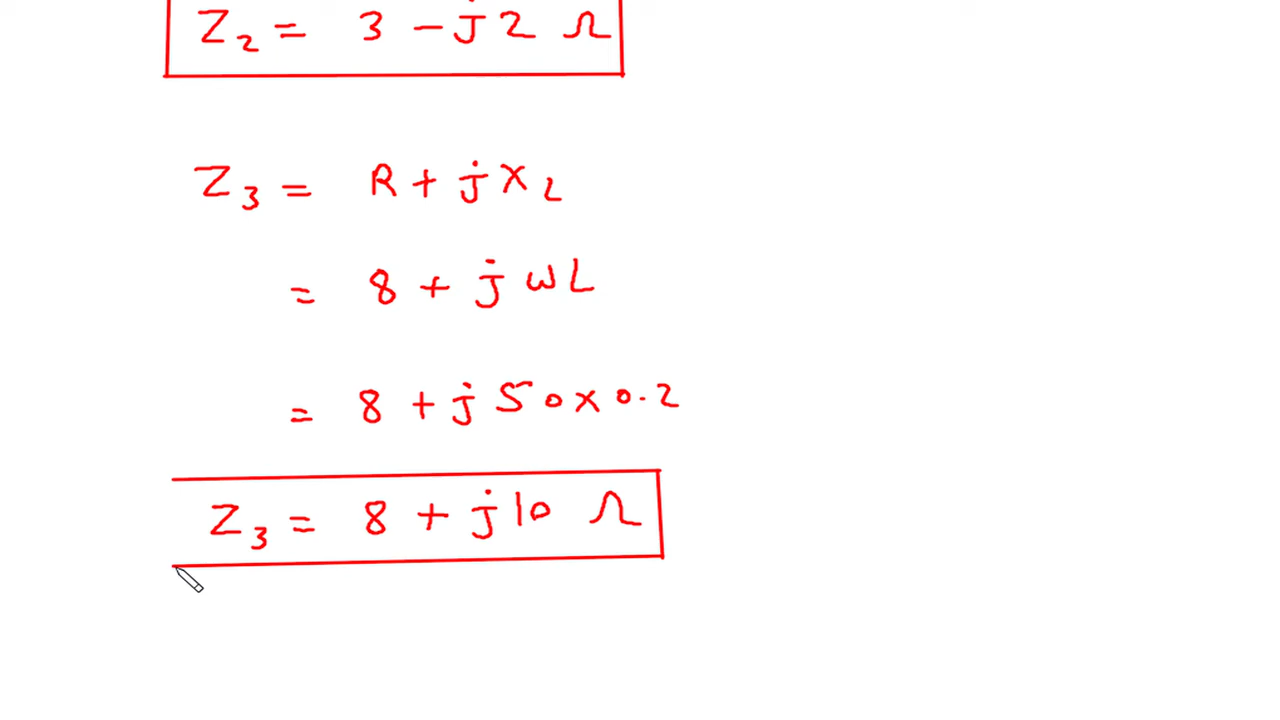 Z₂ = 3 - j2 Ω
Z₃ = R + jX_L
= 8 + jωL
= 8 + j50×0.2
Z₃ = 8 + j10 Ω